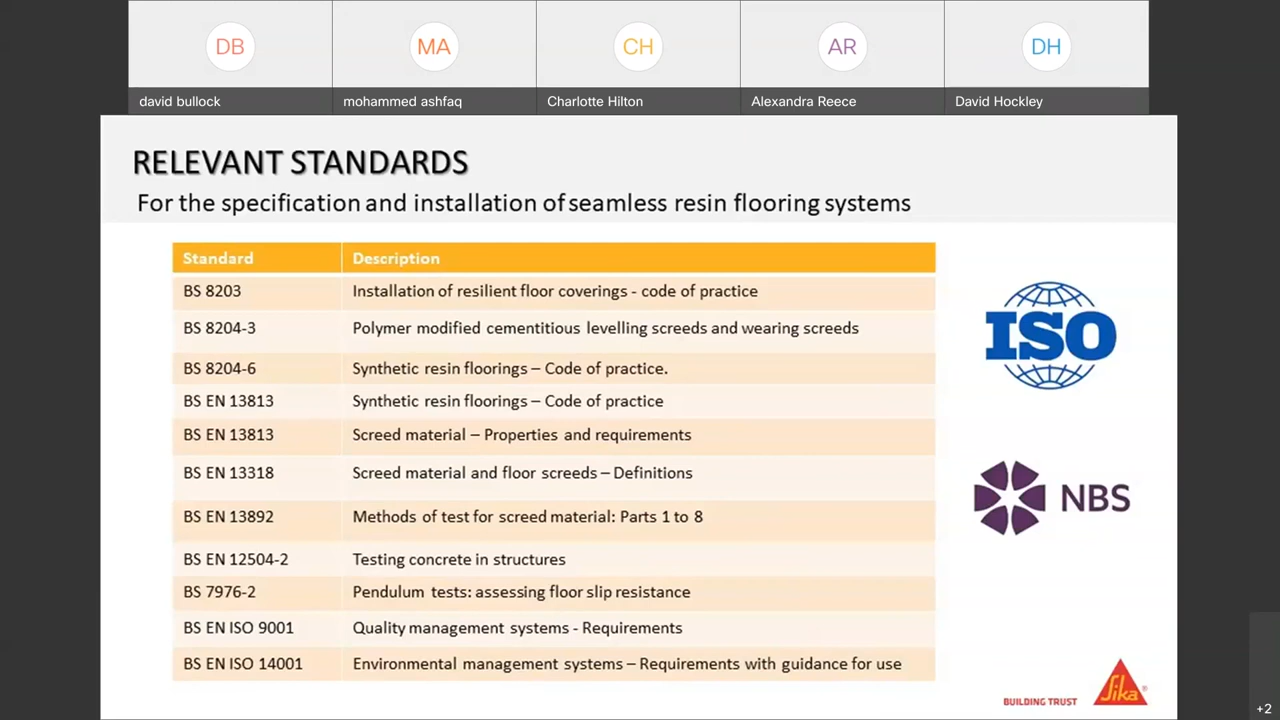 DB MA CH AR DH
david bullock mohammed ashfaq Charlotte Hilton Alexandra Reece David Hockley
RELEVANT STANDARDS
For the specification and installation of seamless resin flooring systems
Standard Description
BS 8203 Installation of resilient floor coverings - code of practice
BS 8204-3 Polymer modified cementitious levelling screeds and wearing screeds
BS 8204-6 Synthetic resin floorings – Code of practice.
BS EN 13813 Synthetic resin floorings – Code of practice
BS EN 13813 Screed material – Properties and requirements
BS EN 13318 Screed material and floor screeds – Definitions
BS EN 13892 Methods of test for screed material: Parts 1 to 8
BS EN 12504-2 Testing concrete in structures
BS 7976-2 Pendulum tests: assessing floor slip resistance
BS EN ISO 9001 Quality management systems - Requirements
BS EN ISO 14001 Environmental management systems – Requirements with guidance for use
ISO
NBS
BUILDING TRUST
Sika®
+2